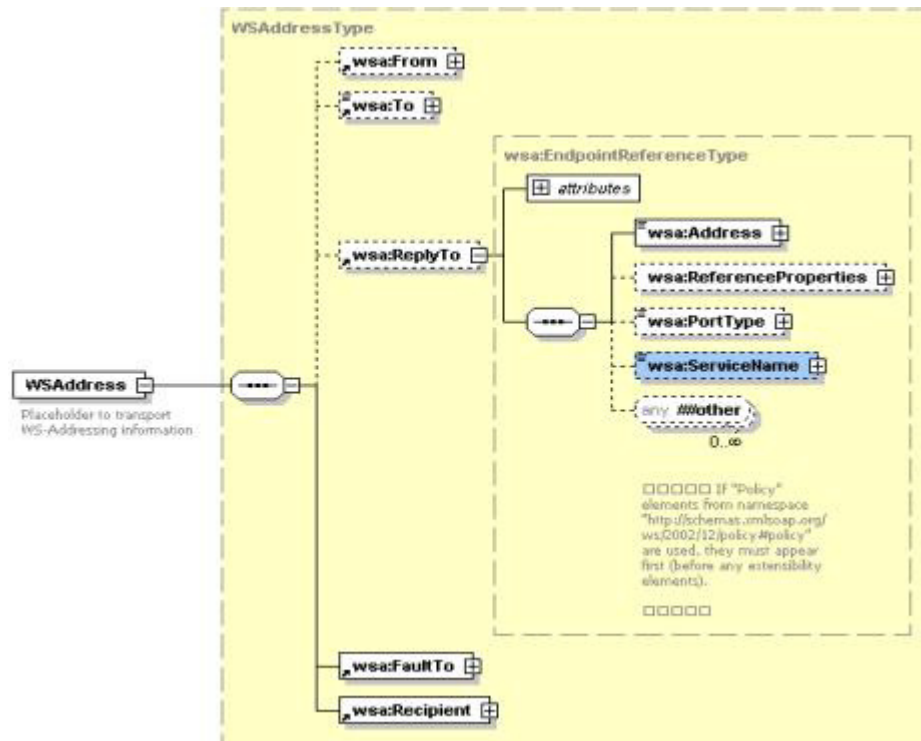 WSAddressType
wsa:From
wsa:To
wsa:EndpointReferenceType
attributes
wsa:Address
wsa:ReplyTo
wsa:ReferenceProperties
wsa:PortType
wsa:ServiceName
WSAddress
Placeholder to transport
WS-Addressing information
any ##other
0..∞
□□□□□ If "Policy"
elements from namespace
"http://schemas.xmlsoap.org/
ws/2002/12/policy#policy"
are used, they must appear
first (before any extensibility
elements).
□□□□□
wsa:FaultTo
wsa:Recipient